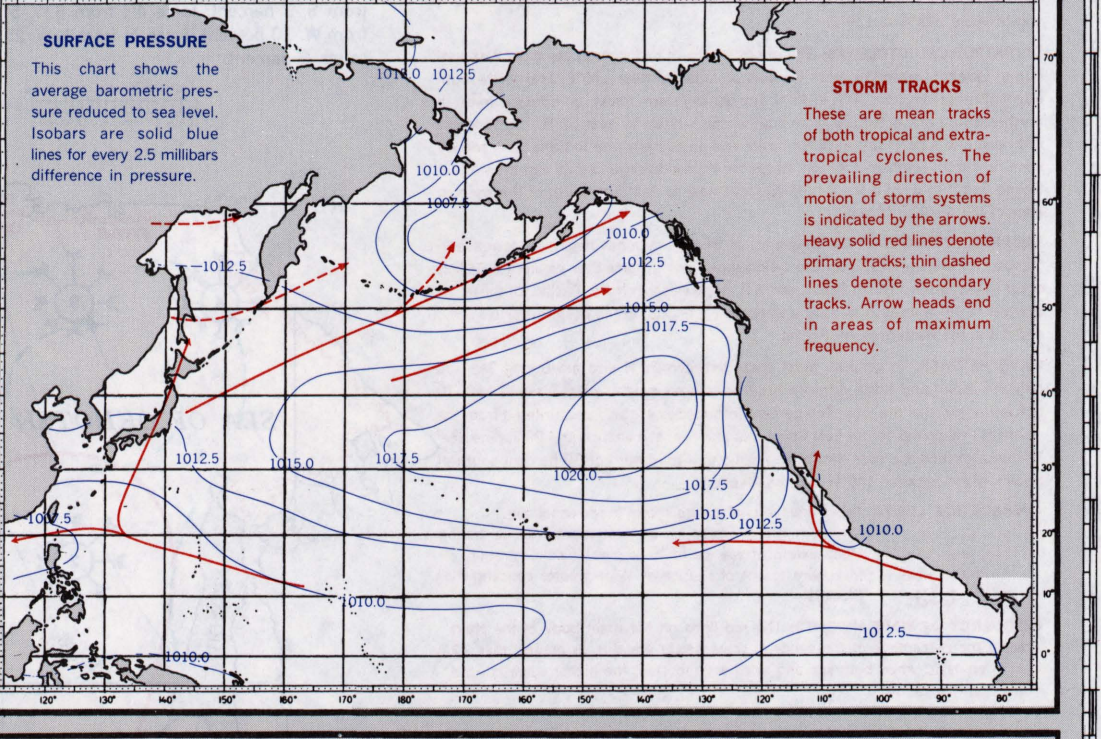 SURFACE PRESSURE
This chart shows the
average barometric pres-
sure reduced to sea level.
Isobars are solid blue
lines for every 2.5 millibars
difference in pressure.
STORM TRACKS
These are mean tracks
of both tropical and extra-
tropical cyclones. The
prevailing direction of
motion of storm systems
is indicated by the arrows.
Heavy solid red lines denote
primary tracks; thin dashed
lines denote secondary
tracks. Arrow heads end
in areas of maximum
frequency.
1012.5
70°
1010.0
1007.5
60°
1010.0
1012.5
1012.5
50°
1015.0
1017.5
40°
1012.5
1015.0
1017.5
30°
1020.0
1017.5
1015.0
1012.5
1010.0
20°
10°
1010.0
1012.5
0°
1010.0
120° 130° 140° 150° 160° 170° 180° 170° 160° 150° 140° 130° 120° 110° 100° 90° 80°